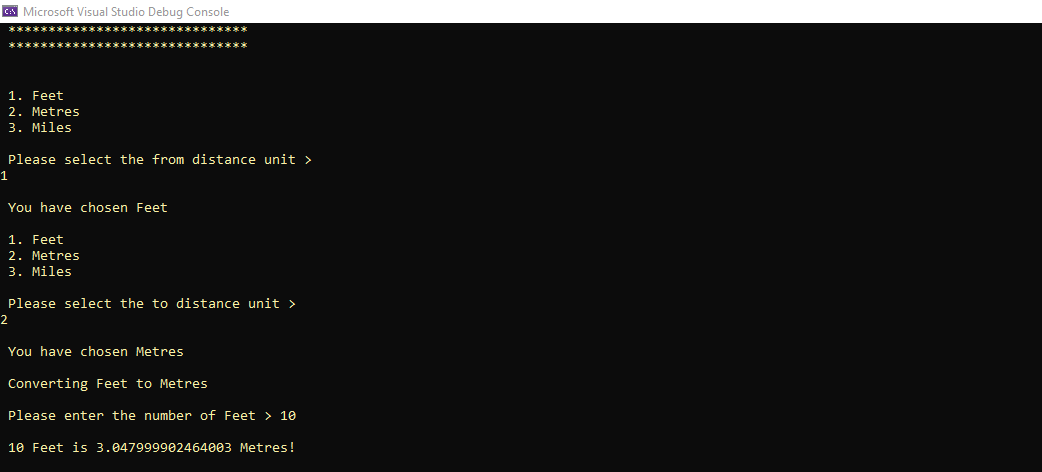 Microsoft Visual Studio Debug Console
******************************
******************************
1. Feet
2. Metres
3. Miles
Please select the from distance unit >
1
You have chosen Feet
1. Feet
2. Metres
3. Miles
Please select the to distance unit >
2
You have chosen Metres
Converting Feet to Metres
Please enter the number of Feet > 10
10 Feet is 3.047999902464003 Metres!